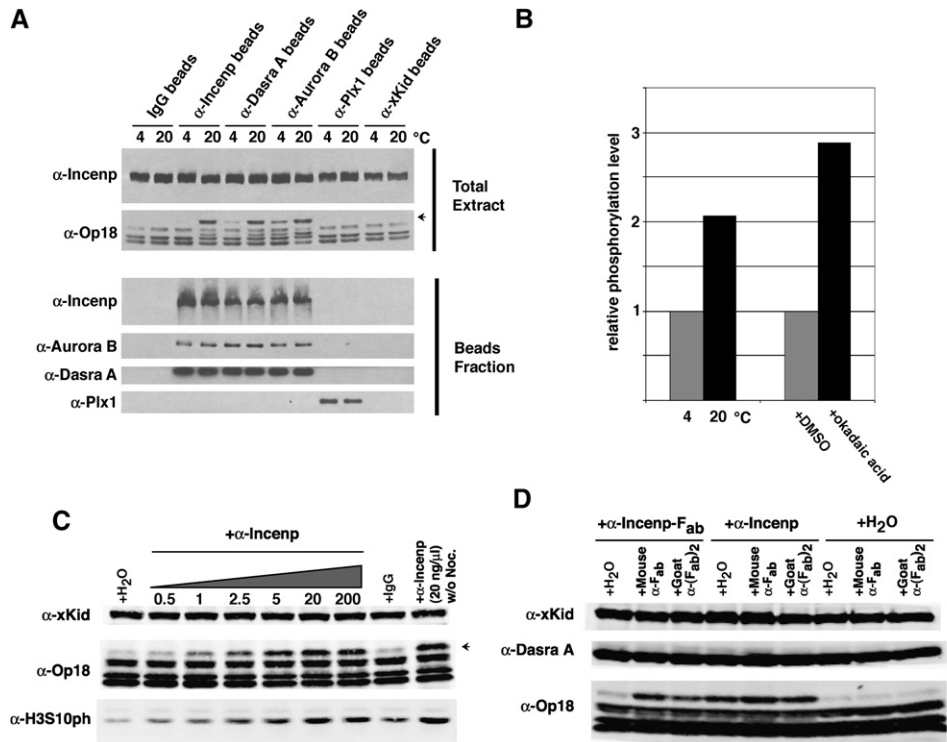 A
IgG beads
α-Incenp beads
α-Dasra A beads
α-Aurora B beads
α-Plx1 beads
α-xKid beads
4 20 4 20 4 20 4 20 4 20 4 20 °C
α-Incenp
α-Op18
Total
Extract
α-Incenp
α-Aurora B
α-Dasra A
α-Plx1
Beads
Fraction
B
relative phosphorylation level
3
2
1
4 20 °C
+DMSO
+okadaic acid
C
+α-Incenp
+H2O
0.5 1 2.5 5 20 200
+IgG
+α-Incenp
(20 ng/μl)
w/o Noc.
α-xKid
α-Op18
α-H3S10ph
D
+α-Incenp-Fab +α-Incenp +H2O
+H2O
+Mouse
α-Fab
+Goat
α-(Fab)2
+H2O
+Mouse
α-Fab
+Goat
α-(Fab)2
+H2O
+Mouse
α-Fab
+Goat
α-(Fab)2
α-xKid
α-Dasra A
α-Op18